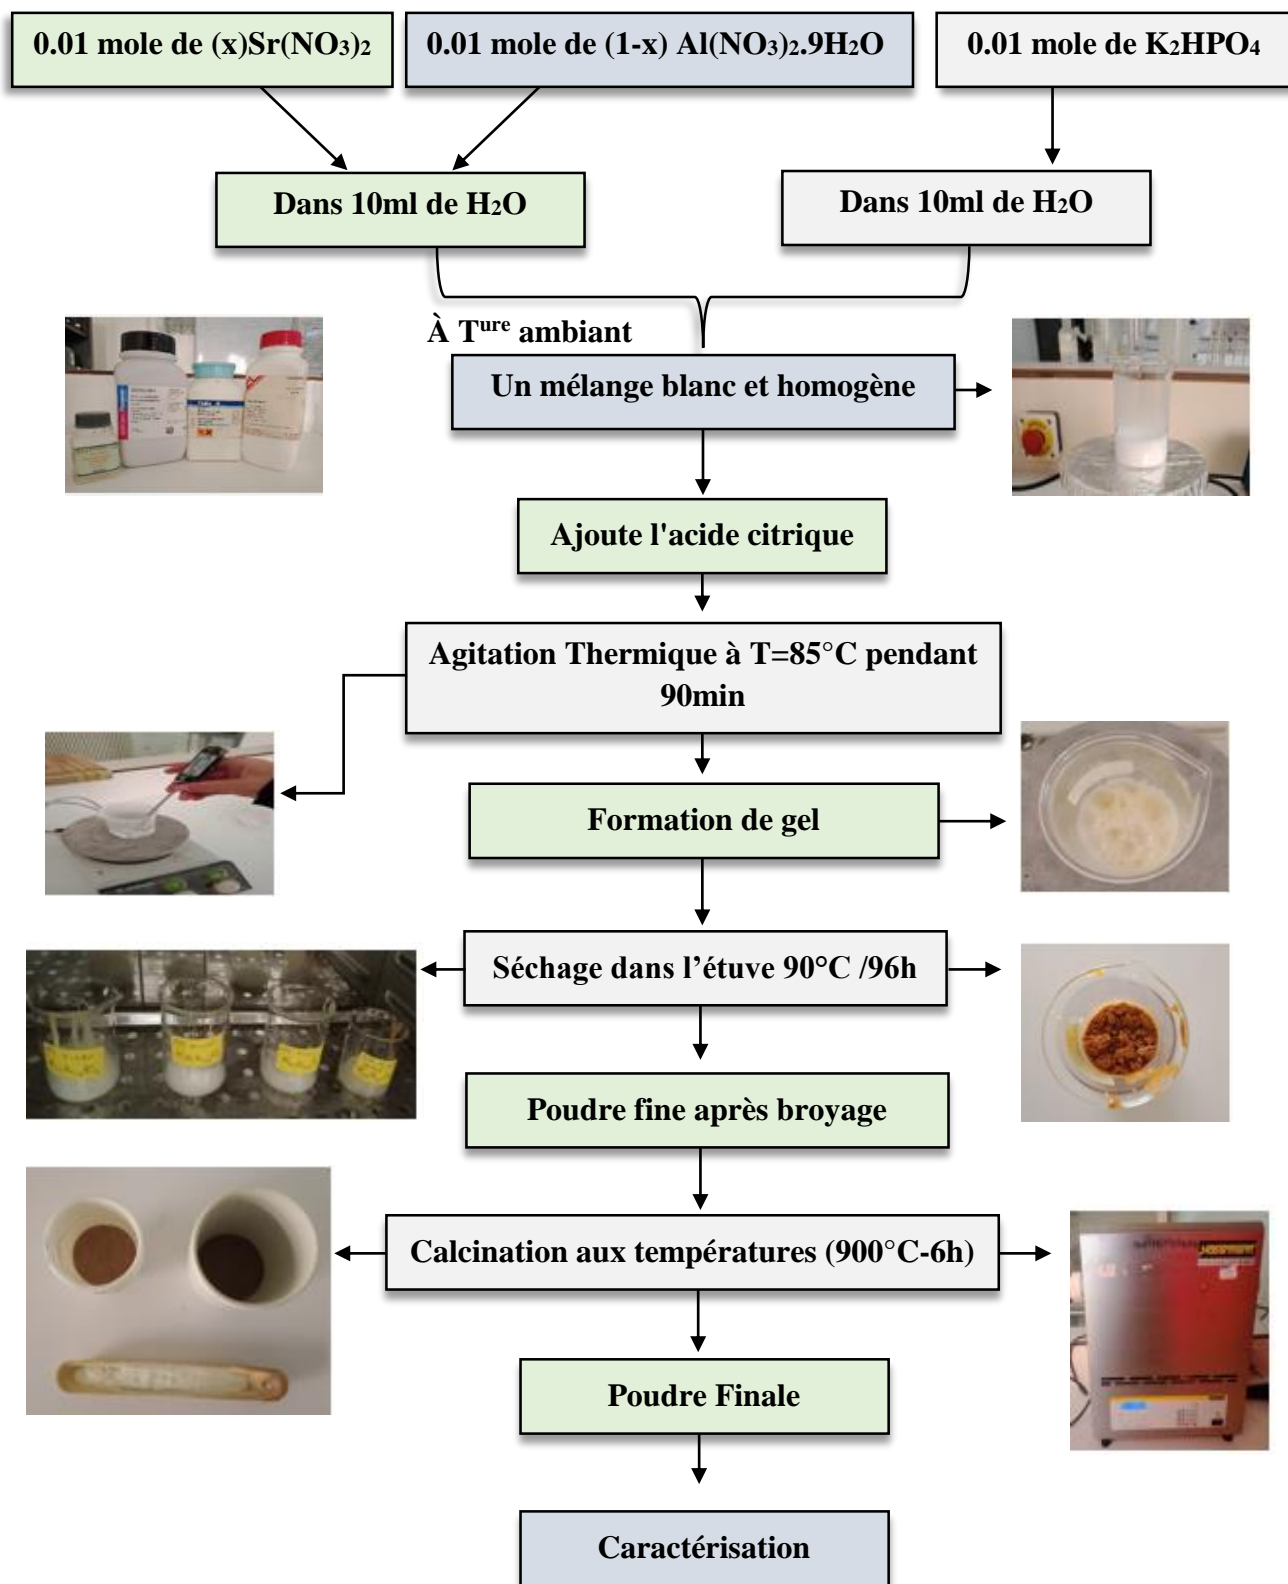 0.01 mole de (x)Sr(NO3)2
0.01 mole de (1-x) Al(NO3)2.9H2O
0.01 mole de K2HPO4
Dans 10ml de H2O
Dans 10ml de H2O
À Ture ambiant
Un mélange blanc et homogène
Ajoute l'acide citrique
Agitation Thermique à T=85°C pendant
90min
Formation de gel
Séchage dans l’étuve 90°C /96h
Poudre fine après broyage
Calcination aux températures (900°C-6h)
Poudre Finale
Caractérisation